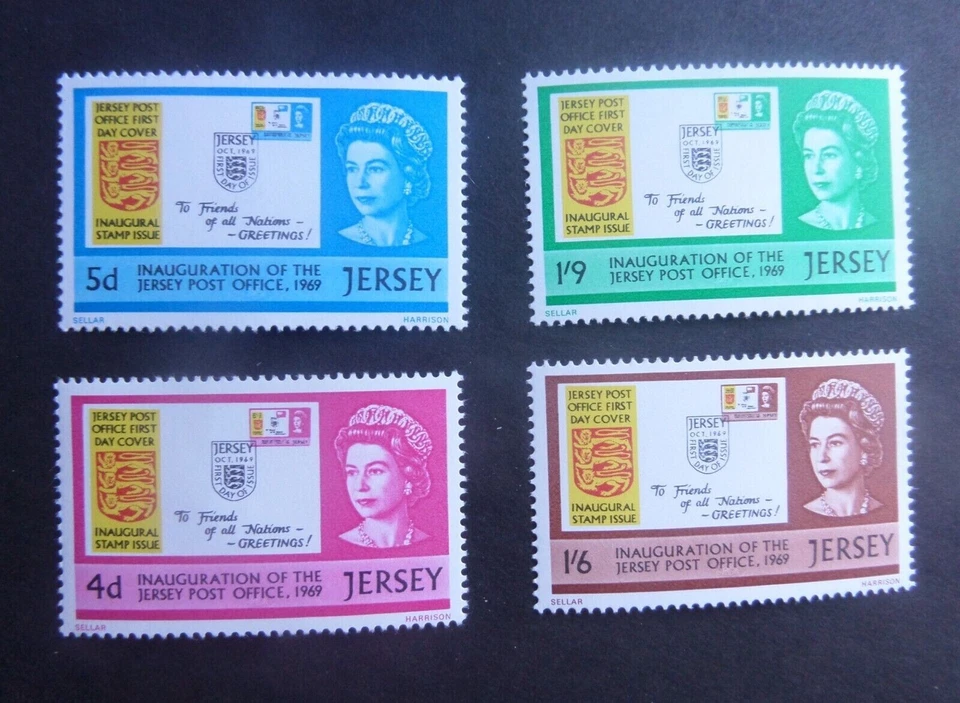 JERSEY POST
OFFICE FIRST
DAY COVER
INAUGURAL
STAMP ISSUE
JERSEY
OCT, 1969
FIRST DAY OF ISSUE
To Friends
of all Nations –
– GREETINGS!
5d
INAUGURATION OF THE
JERSEY POST OFFICE, 1969
JERSEY
SELLAR
HARRISON
JERSEY POST
OFFICE FIRST
DAY COVER
INAUGURAL
STAMP ISSUE
JERSEY
OCT, 1969
FIRST DAY OF ISSUE
To Friends
of all Nations –
– GREETINGS!
1'9
INAUGURATION OF THE
JERSEY POST OFFICE, 1969
JERSEY
SELLAR
HARRISON
JERSEY POST
OFFICE FIRST
DAY COVER
INAUGURAL
STAMP ISSUE
JERSEY
OCT, 1969
FIRST DAY OF ISSUE
To Friends
of all Nations –
– GREETINGS!
4d
INAUGURATION OF THE
JERSEY POST OFFICE, 1969
JERSEY
SELLAR
HARRISON
JERSEY POST
OFFICE FIRST
DAY COVER
INAUGURAL
STAMP ISSUE
JERSEY
OCT, 1969
FIRST DAY OF ISSUE
To Friends
of all Nations –
– GREETINGS!
1'6
INAUGURATION OF THE
JERSEY POST OFFICE, 1969
JERSEY
SELLAR
HARRISON